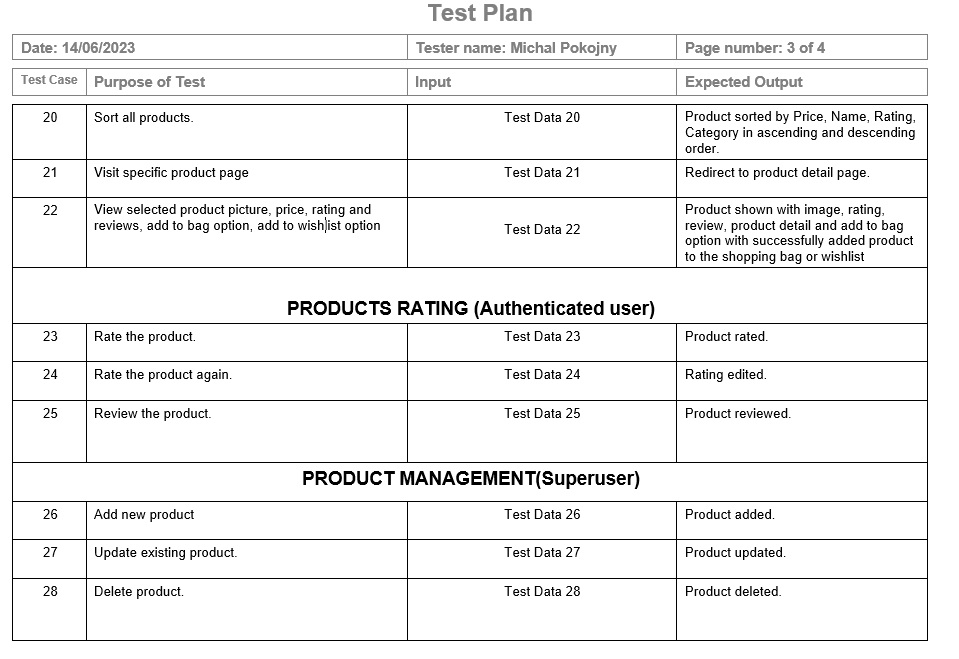 Test Plan
Date: 14/06/2023 Tester name: Michal Pokojny Page number: 3 of 4
Test Case Purpose of Test Input Expected Output
20 Sort all products. Test Data 20 Product sorted by Price, Name, Rating,
Category in ascending and descending
order.
21 Visit specific product page Test Data 21 Redirect to product detail page.
22 View selected product picture, price, rating and
reviews, add to bag option, add to wishlist option
Test Data 22
Product shown with image, rating,
review, product detail and add to bag
option with successfully added product
to the shopping bag or wishlist
PRODUCTS RATING (Authenticated user)
23 Rate the product. Test Data 23 Product rated.
24 Rate the product again. Test Data 24 Rating edited.
25 Review the product. Test Data 25 Product reviewed.
PRODUCT MANAGEMENT(Superuser)
26 Add new product Test Data 26 Product added.
27 Update existing product. Test Data 27 Product updated.
28 Delete product. Test Data 28 Product deleted.